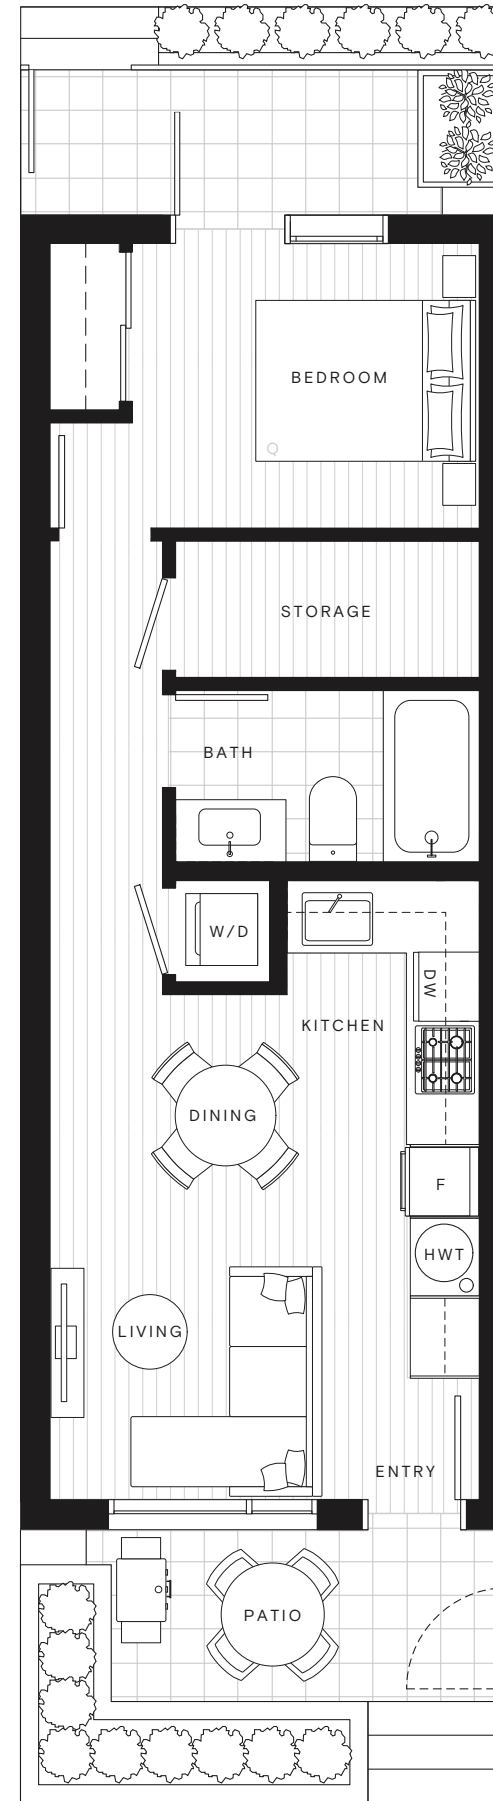 BEDROOM
Q
STORAGE
BATH
W/D
DW
KITCHEN
DINING
F
HWT
LIVING
ENTRY
PATIO